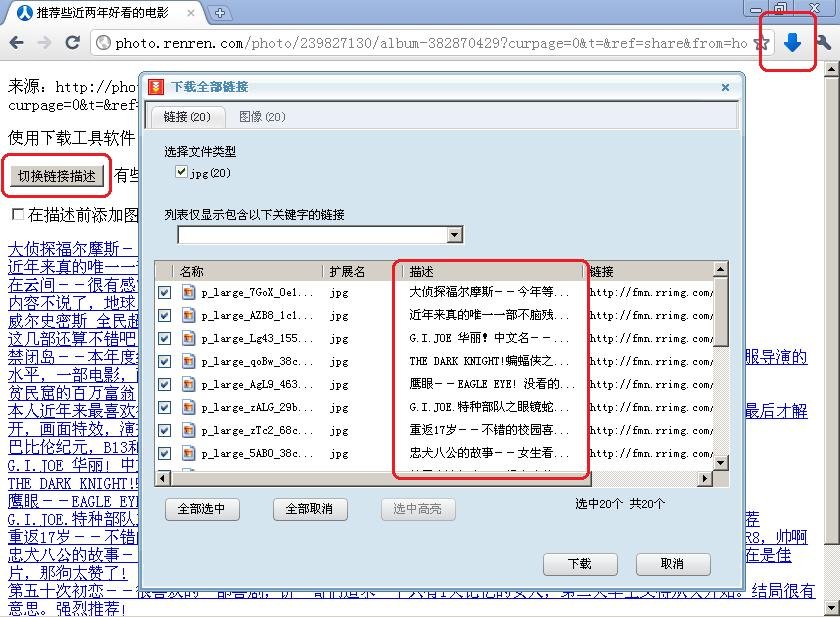 推荐些近两年好看的电影
photo.renren.com/photo/239827130/album-382870429?curpage=0&t=&ref=share&from=ho
来源: http://pho
curpage=0&t=&ref=
使用下载工具软件
切换链接描述 有些
在描述前添加图
大侦探福尔摩斯－
近年来真的唯一一
在云间－－很有感
内容不说了，地球
威尔史密斯 全民超
这几部还算不错吧
禁闭岛－－本年度 服导演的
水平，一部电影，
贫民窟的百万富翁
本人近年来最喜欢 最后才解
开，画面特效，演
巴比伦纪元, B13和
G.I.JOE 华丽! 中
THE DARK KNIGHT!
鹰眼－－EAGLE EYE
G.I.JOE.特种部队 荐
重返17岁－－不错的 R8，帅啊
忠犬八公的故事－ 在是佳
片，那狗太赞了!
意思。强烈推荐!
下载全部链接
链接(20) 图像(20)
选择文件类型
jpg(20)
列表仅显示包含以下关键字的链接
名称 扩展名 描述 链接
p_large_7GoX_0e1... jpg 大侦探福尔摩斯－－今年等... http://fmn.rrimg.com/
p_large_AZB8_1c1... jpg 近年来真的唯一一部不脑残... http://fmn.rrimg.com/
p_large_Lg43_155... jpg G.I.JOE 华丽! 中文名－－... http://fmn.rrimg.com/
p_large_qoBw_38c... jpg THE DARK KNIGHT!蝙蝠侠之... http://fmn.rrimg.com/
p_large_AgL9_463... jpg 鹰眼－－EAGLE EYE! 没看的... http://fmn.rrimg.com/
p_large_zALG_29b... jpg G.I.JOE.特种部队之眼镜蛇... http://fmn.rrimg.com/
p_large_zTc2_68c... jpg 重返17岁－－不错的校园喜... http://fmn.rrimg.com/
p_large_5AB0_38c... jpg 忠犬八公的故事－－女生看... http://fmn.rrimg.com/
全部选中 全部取消 选中高亮 选中20个 共20个
下载 取消